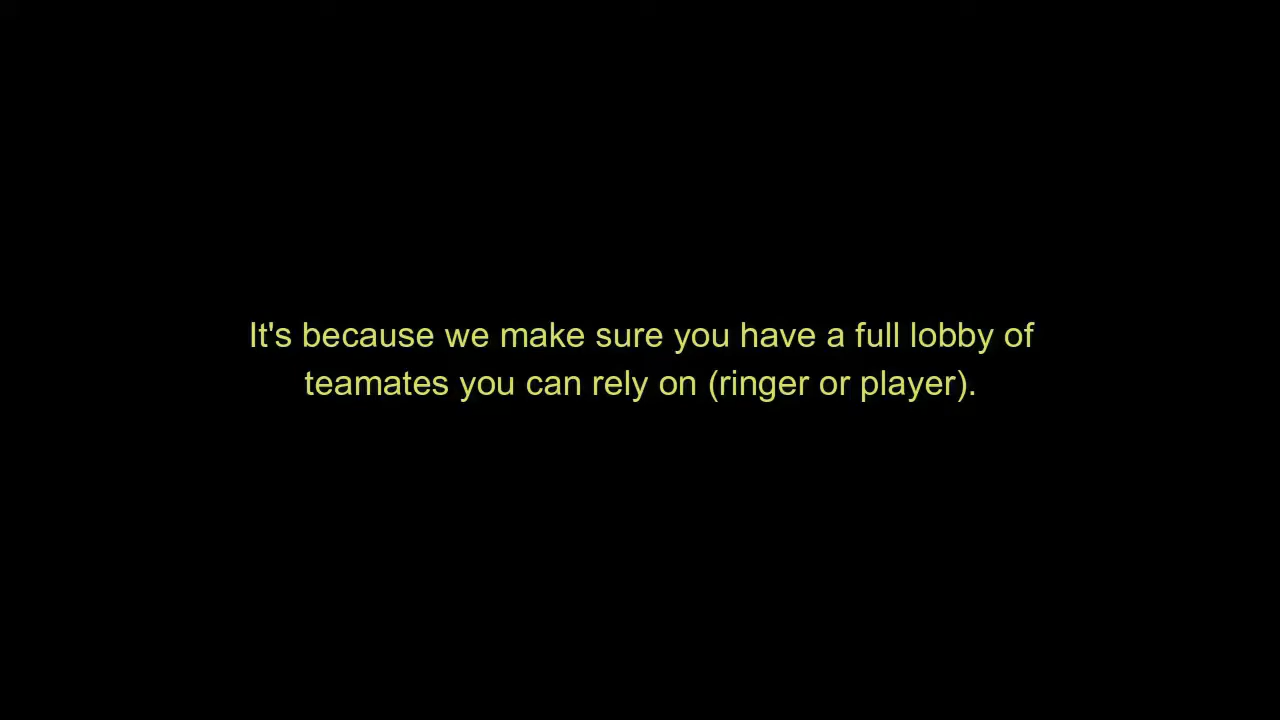 It's because we make sure you have a full lobby of
teamates you can rely on (ringer or player).